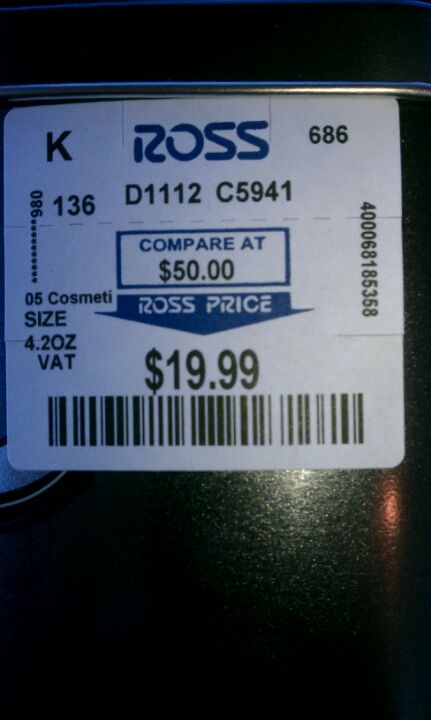 K
ROSS
686
**********980
136
D1112 C5941
400068185358
COMPARE AT
$50.00
05 Cosmeti
ROSS PRICE
SIZE
4.2OZ
VAT
$19.99